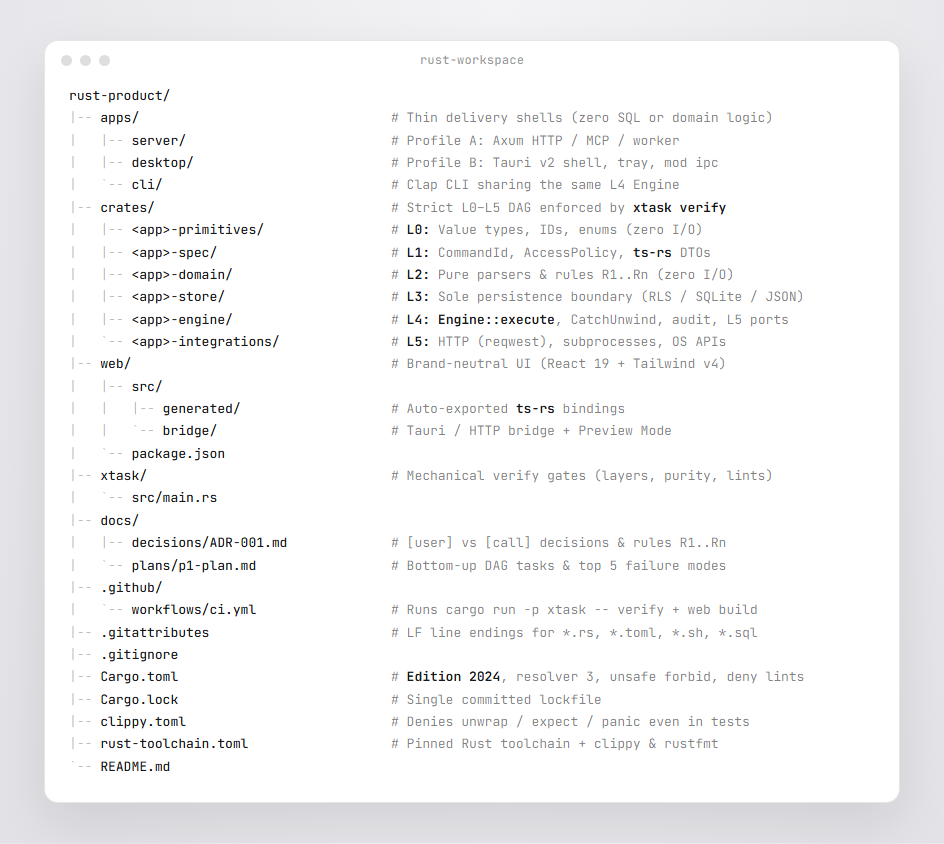 rust-workspace
rust-product/
|-- apps/ # Thin delivery shells (zero SQL or domain logic)
|   |-- server/ # Profile A: Axum HTTP / MCP / worker
|   |-- desktop/ # Profile B: Tauri v2 shell, tray, mod ipc
|   `-- cli/ # Clap CLI sharing the same L4 Engine
|-- crates/ # Strict L0–L5 DAG enforced by xtask verify
|   |-- <app>-primitives/ # L0: Value types, IDs, enums (zero I/O)
|   |-- <app>-spec/ # L1: CommandId, AccessPolicy, ts-rs DTOs
|   |-- <app>-domain/ # L2: Pure parsers & rules R1..Rn (zero I/O)
|   |-- <app>-store/ # L3: Sole persistence boundary (RLS / SQLite / JSON)
|   |-- <app>-engine/ # L4: Engine::execute, CatchUnwind, audit, L5 ports
|   `-- <app>-integrations/ # L5: HTTP (reqwest), subprocesses, OS APIs
|-- web/ # Brand-neutral UI (React 19 + Tailwind v4)
|   |-- src/
|   |   |-- generated/ # Auto-exported ts-rs bindings
|   |   `-- bridge/ # Tauri / HTTP bridge + Preview Mode
|   `-- package.json
|-- xtask/ # Mechanical verify gates (layers, purity, lints)
|   `-- src/main.rs
|-- docs/
|   |-- decisions/ADR-001.md # [user] vs [call] decisions & rules R1..Rn
|   `-- plans/p1-plan.md # Bottom-up DAG tasks & top 5 failure modes
|-- .github/
|   `-- workflows/ci.yml # Runs cargo run -p xtask -- verify + web build
|-- .gitattributes # LF line endings for *.rs, *.toml, *.sh, *.sql
|-- .gitignore
|-- Cargo.toml # Edition 2024, resolver 3, unsafe forbid, deny lints
|-- Cargo.lock # Single committed lockfile
|-- clippy.toml # Denies unwrap / expect / panic even in tests
|-- rust-toolchain.toml # Pinned Rust toolchain + clippy & rustfmt
`-- README.md